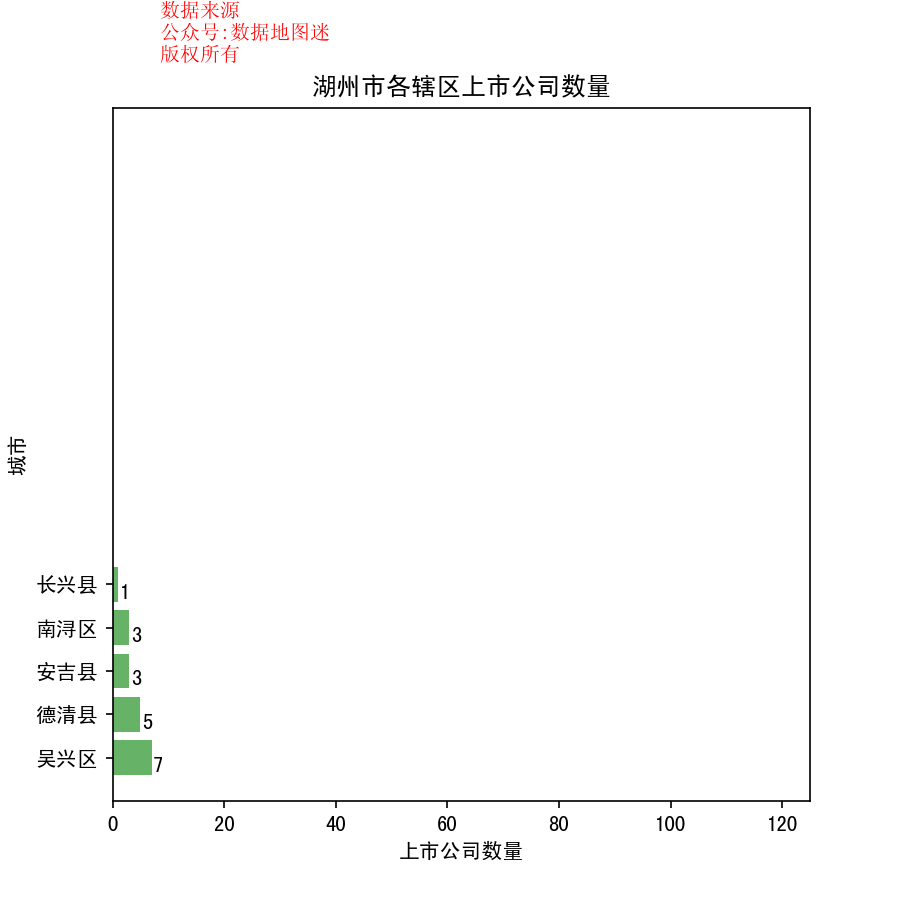 数据来源
公众号:数据地图迷
版权所有
湖州市各辖区上市公司数量
城市
长兴县
1
南浔区
3
安吉县
3
德清县
5
吴兴区
7
0 20 40 60 80 100 120
上市公司数量